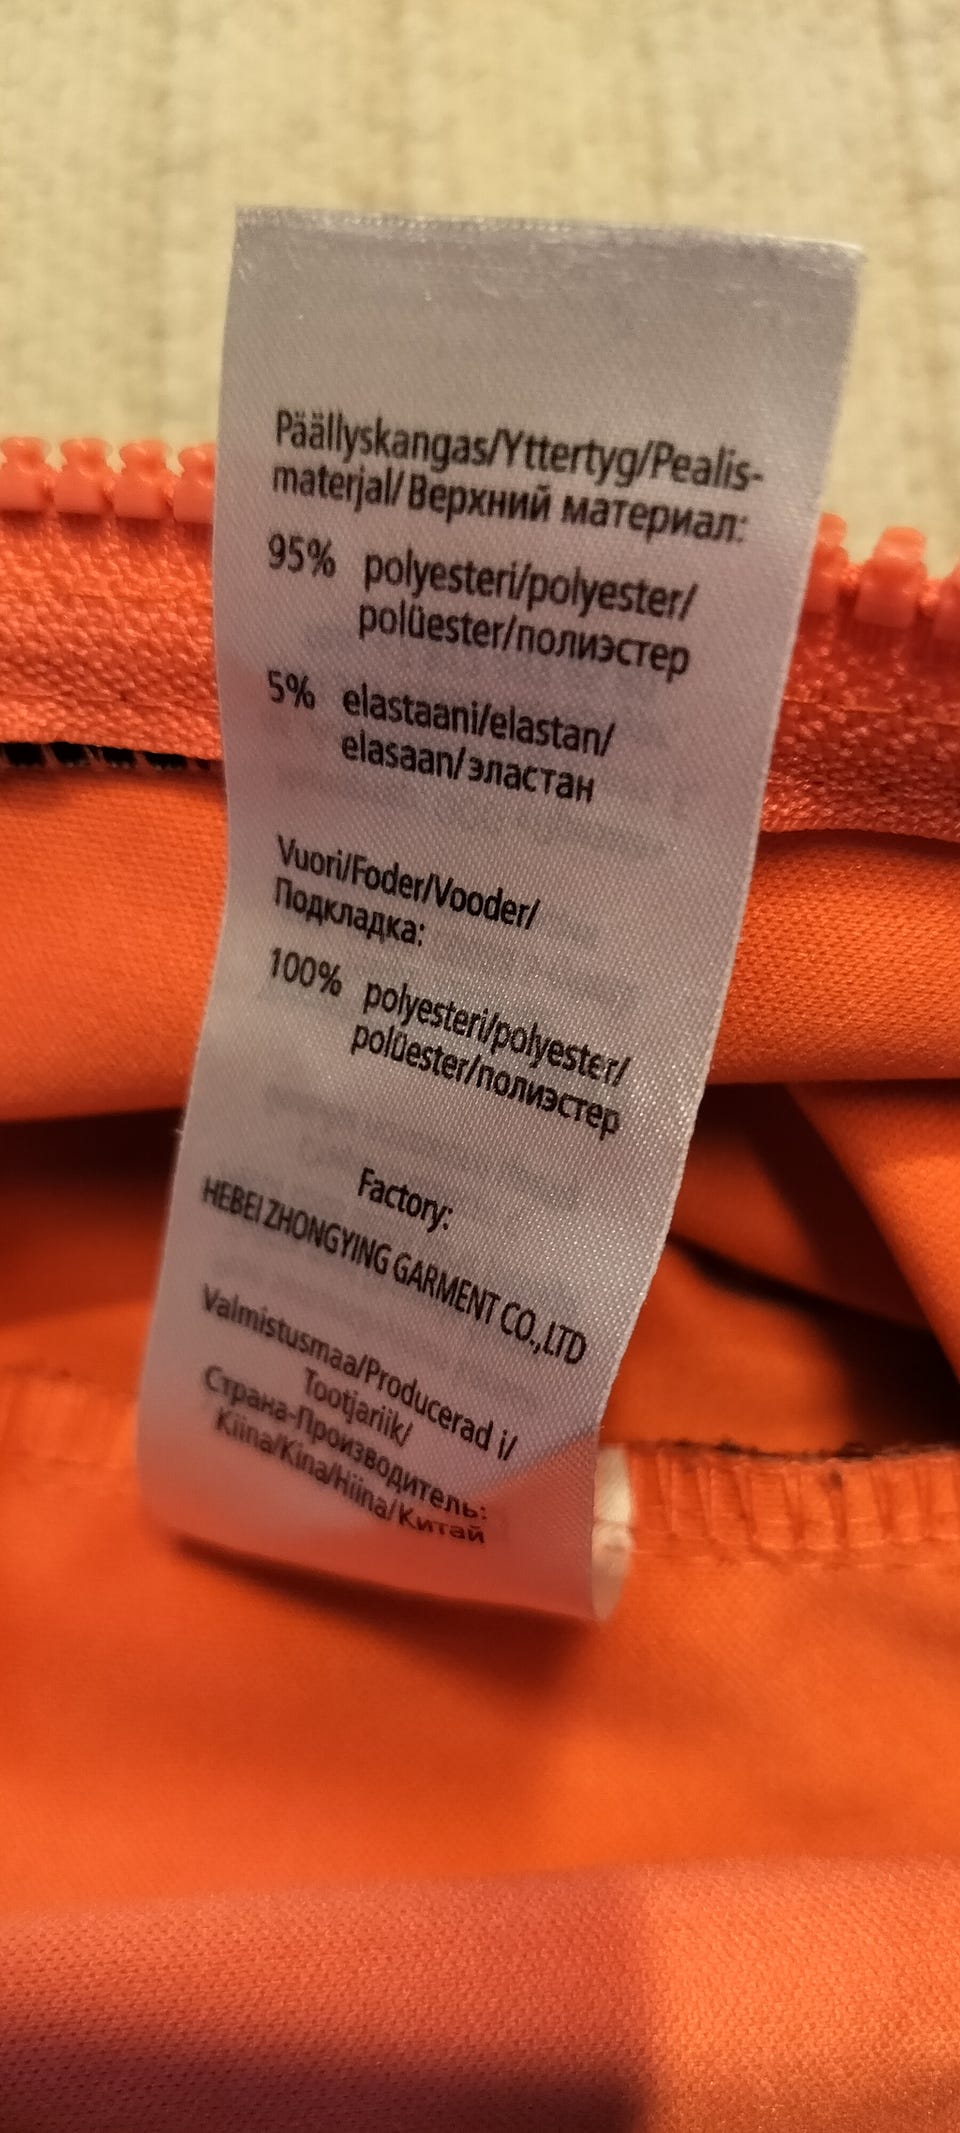 Päällyskangas/Yttertyg/Pealis-
materjal/Верхний материал:
95% polyesteri/polyester/
polüester/полиэстер
5% elastaani/elastan/
elasaan/эластан
Vuori/Foder/Vooder/
Подкладка:
100% polyesteri/polyester/
polüester/полиэстер
Factory:
HEBEI ZHONGYING GARMENT CO.,LTD
Valmistusmaa/Producerad i/
Tootjariik/
Страна-Производитель:
Kiina/Kina/Hiina/Китай